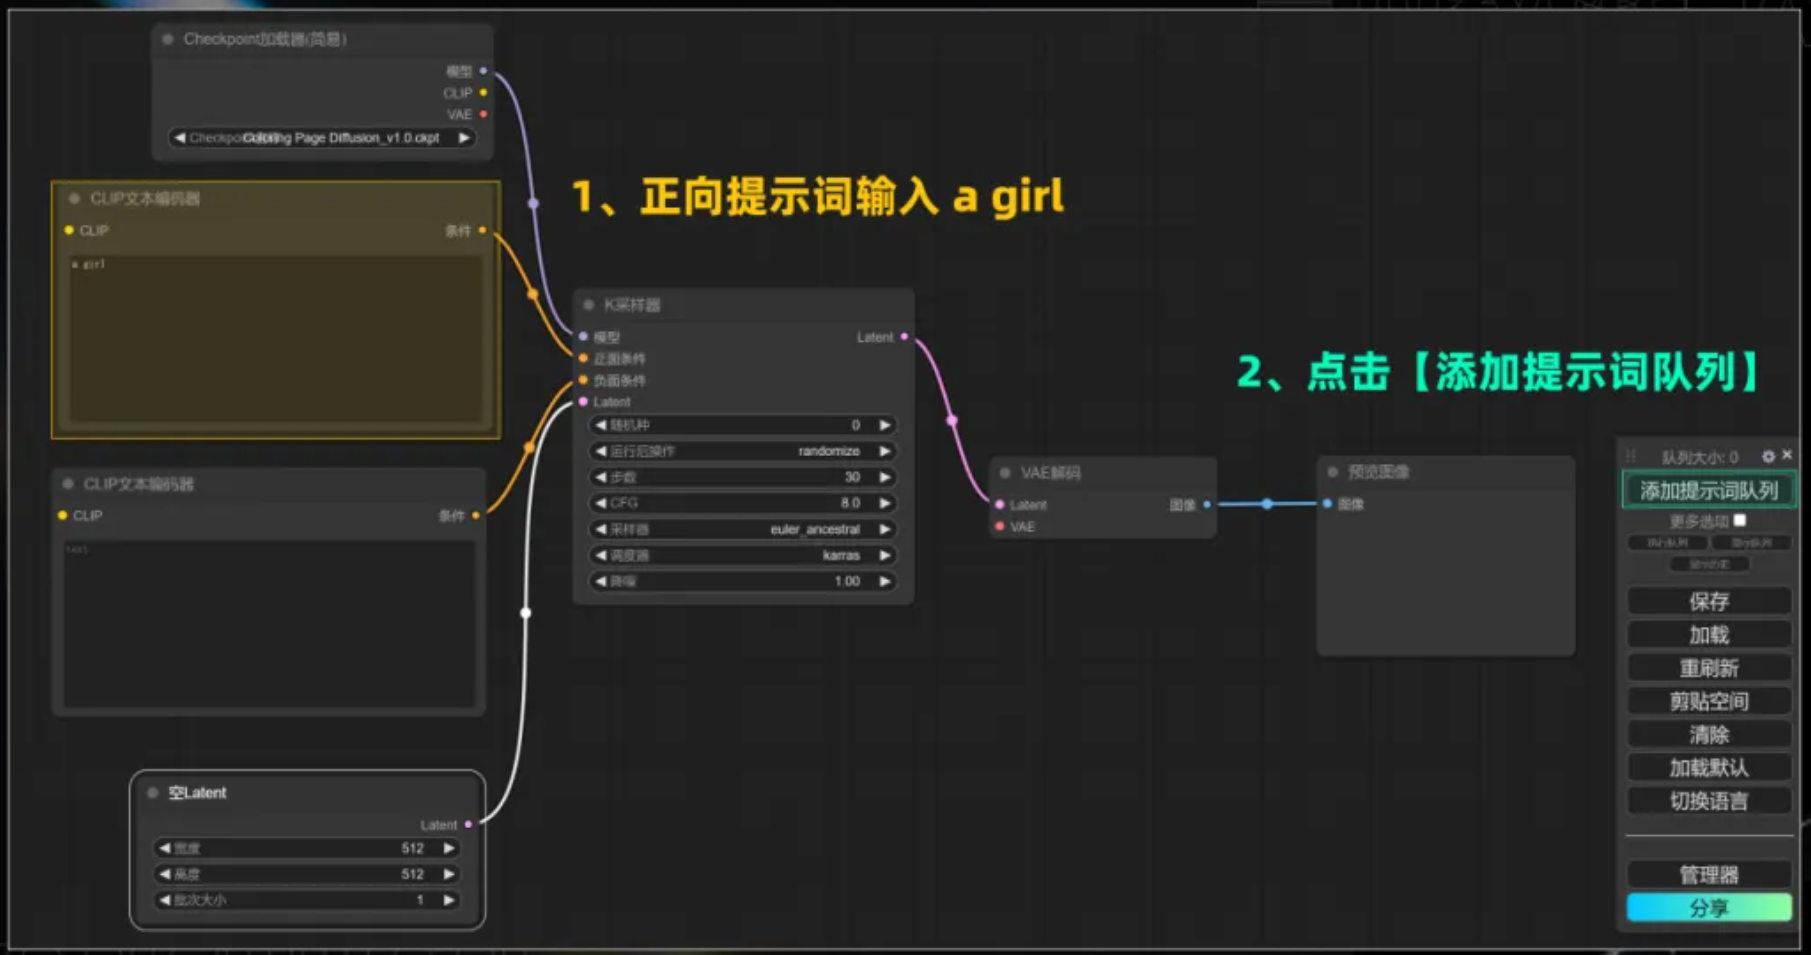 Checkpoint加载器(简易)
模型
CLIP
VAE
Coloring Page Diffusion_v1.0.ckpt
CLIP文本编码器
CLIP
条件
a girl
1、正向提示词输入 a girl
K采样器
模型
Latent
正面条件
负面条件
Latent
随机种 0
运行后操作 randomize
步数 30
CFG 8.0
采样器 euler_ancestral
调度器 karras
降噪 1.00
CLIP文本编码器
CLIP
条件
text
空Latent
Latent
宽度 512
高度 512
批次大小 1
VAE解码
Latent
图像
VAE
预览图像
图像
2、点击【添加提示词队列】
队列大小: 0
添加提示词队列
更多选项
显示队列
显示历史
保存
加载
重刷新
剪贴空间
清除
加载默认
切换语言
管理器
分享